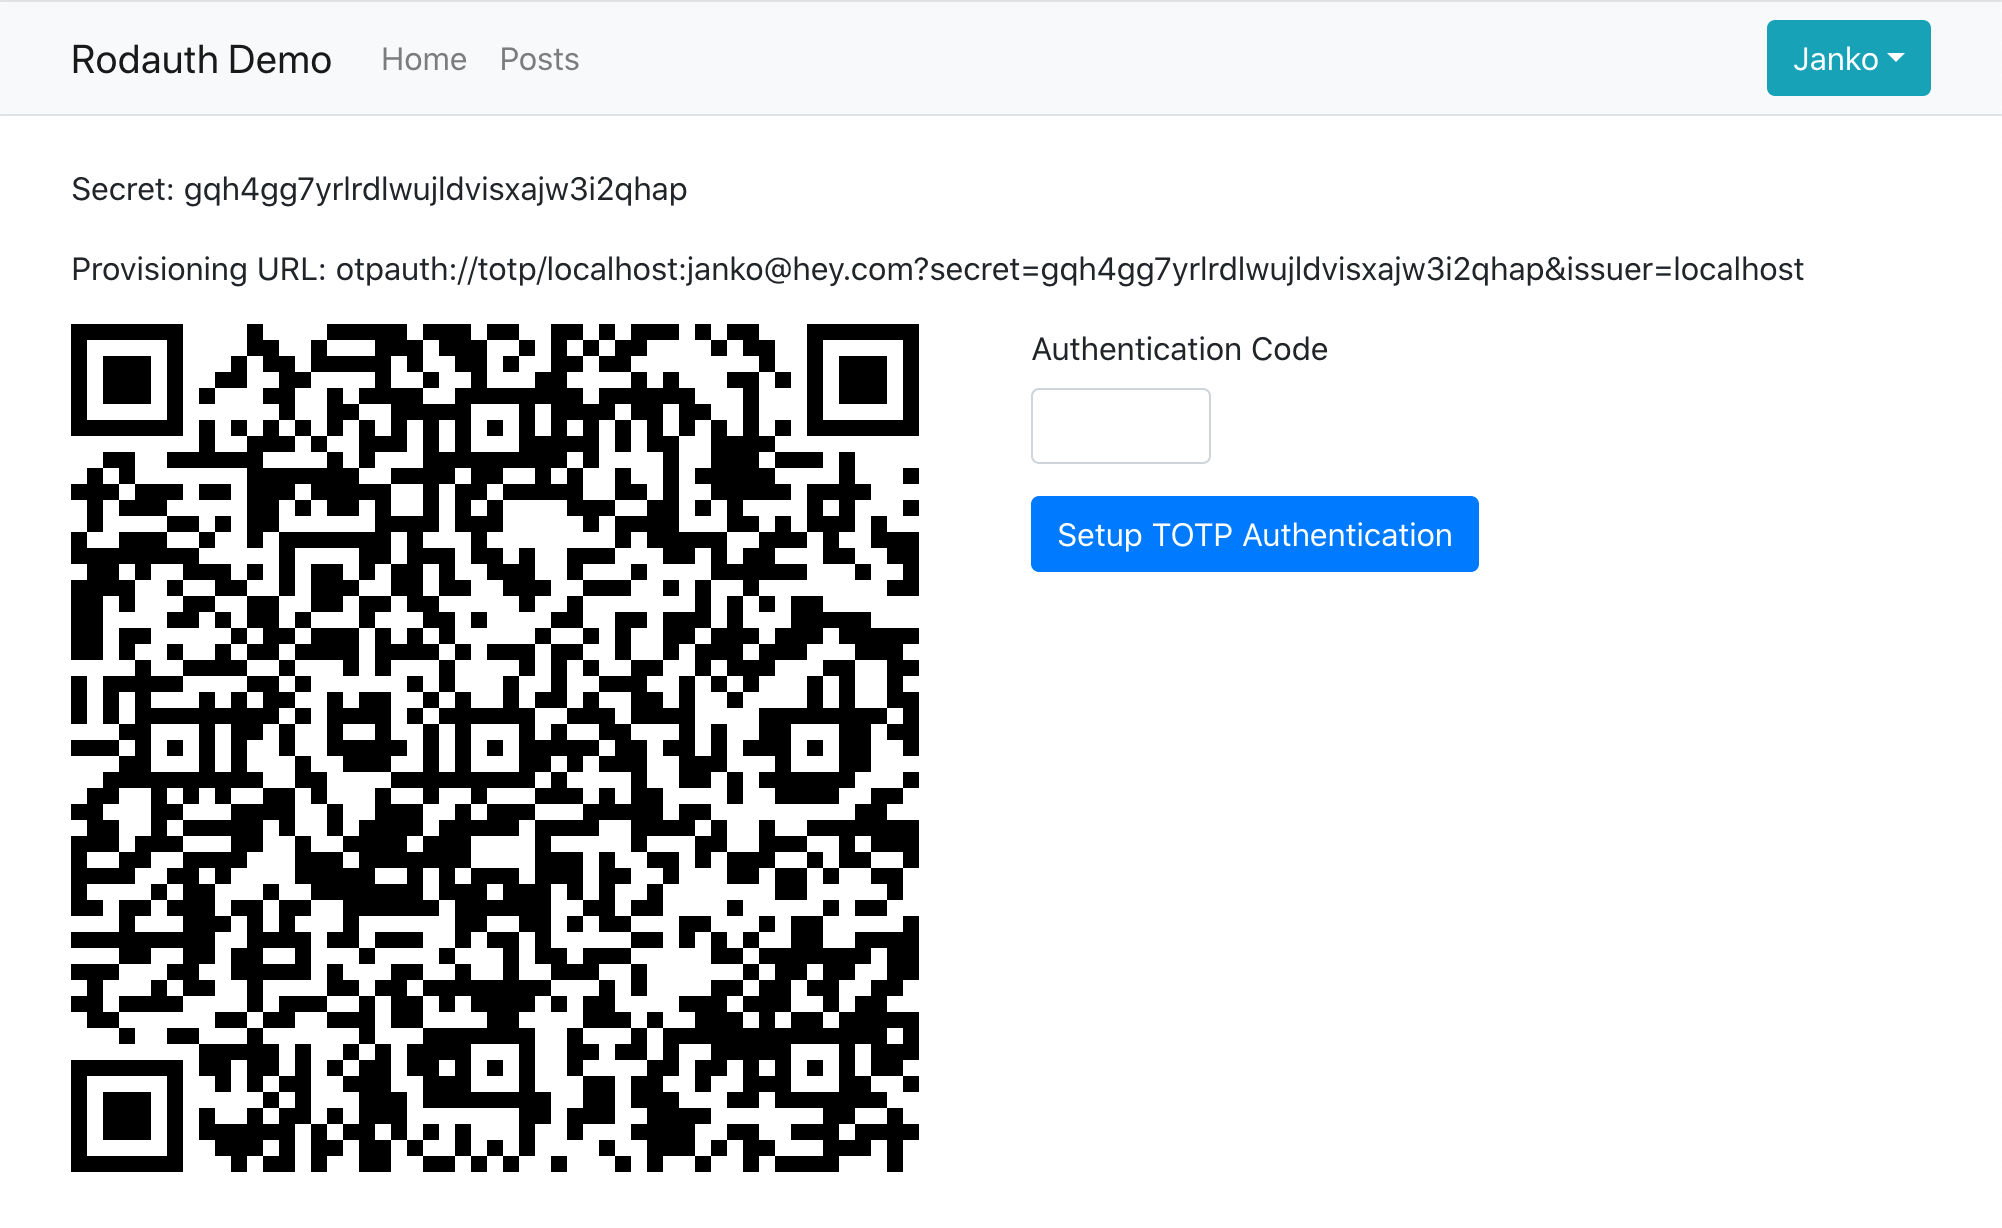 Rodauth Demo Home Posts Janko
Secret: gqh4gg7yrlrdlwujldvisxajw3i2qhap
Provisioning URL: otpauth://totp/localhost:janko@hey.com?secret=gqh4gg7yrlrdlwujldvisxajw3i2qhap&issuer=localhost
Authentication Code
Setup TOTP Authentication